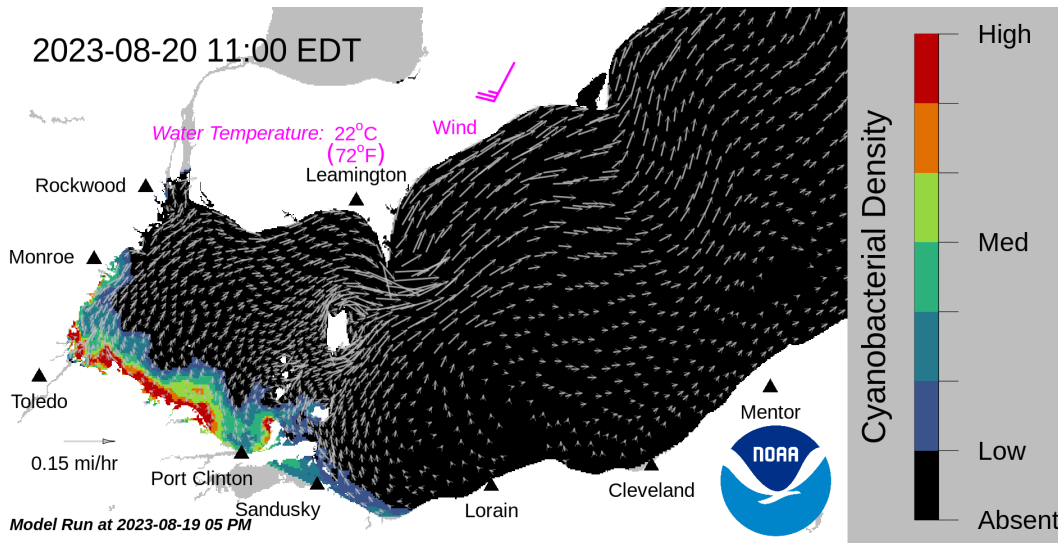 2023-08-20 11:00 EDT
High
Wind
Water Temperature: 22°C
(72°F)
Leamington
Rockwood
Monroe
Med
Cyanobacterial Density
Toledo
Mentor
NOAA
0.15 mi/hr
Low
Port Clinton
Cleveland
Sandusky
Lorain
Model Run at 2023-08-19 05 PM
Absent